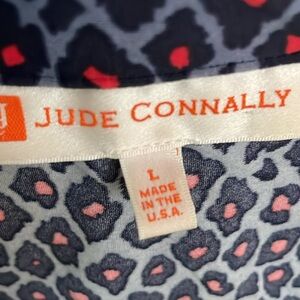 JUDE CONNALLY
L
MADE
IN THE
U.S.A.